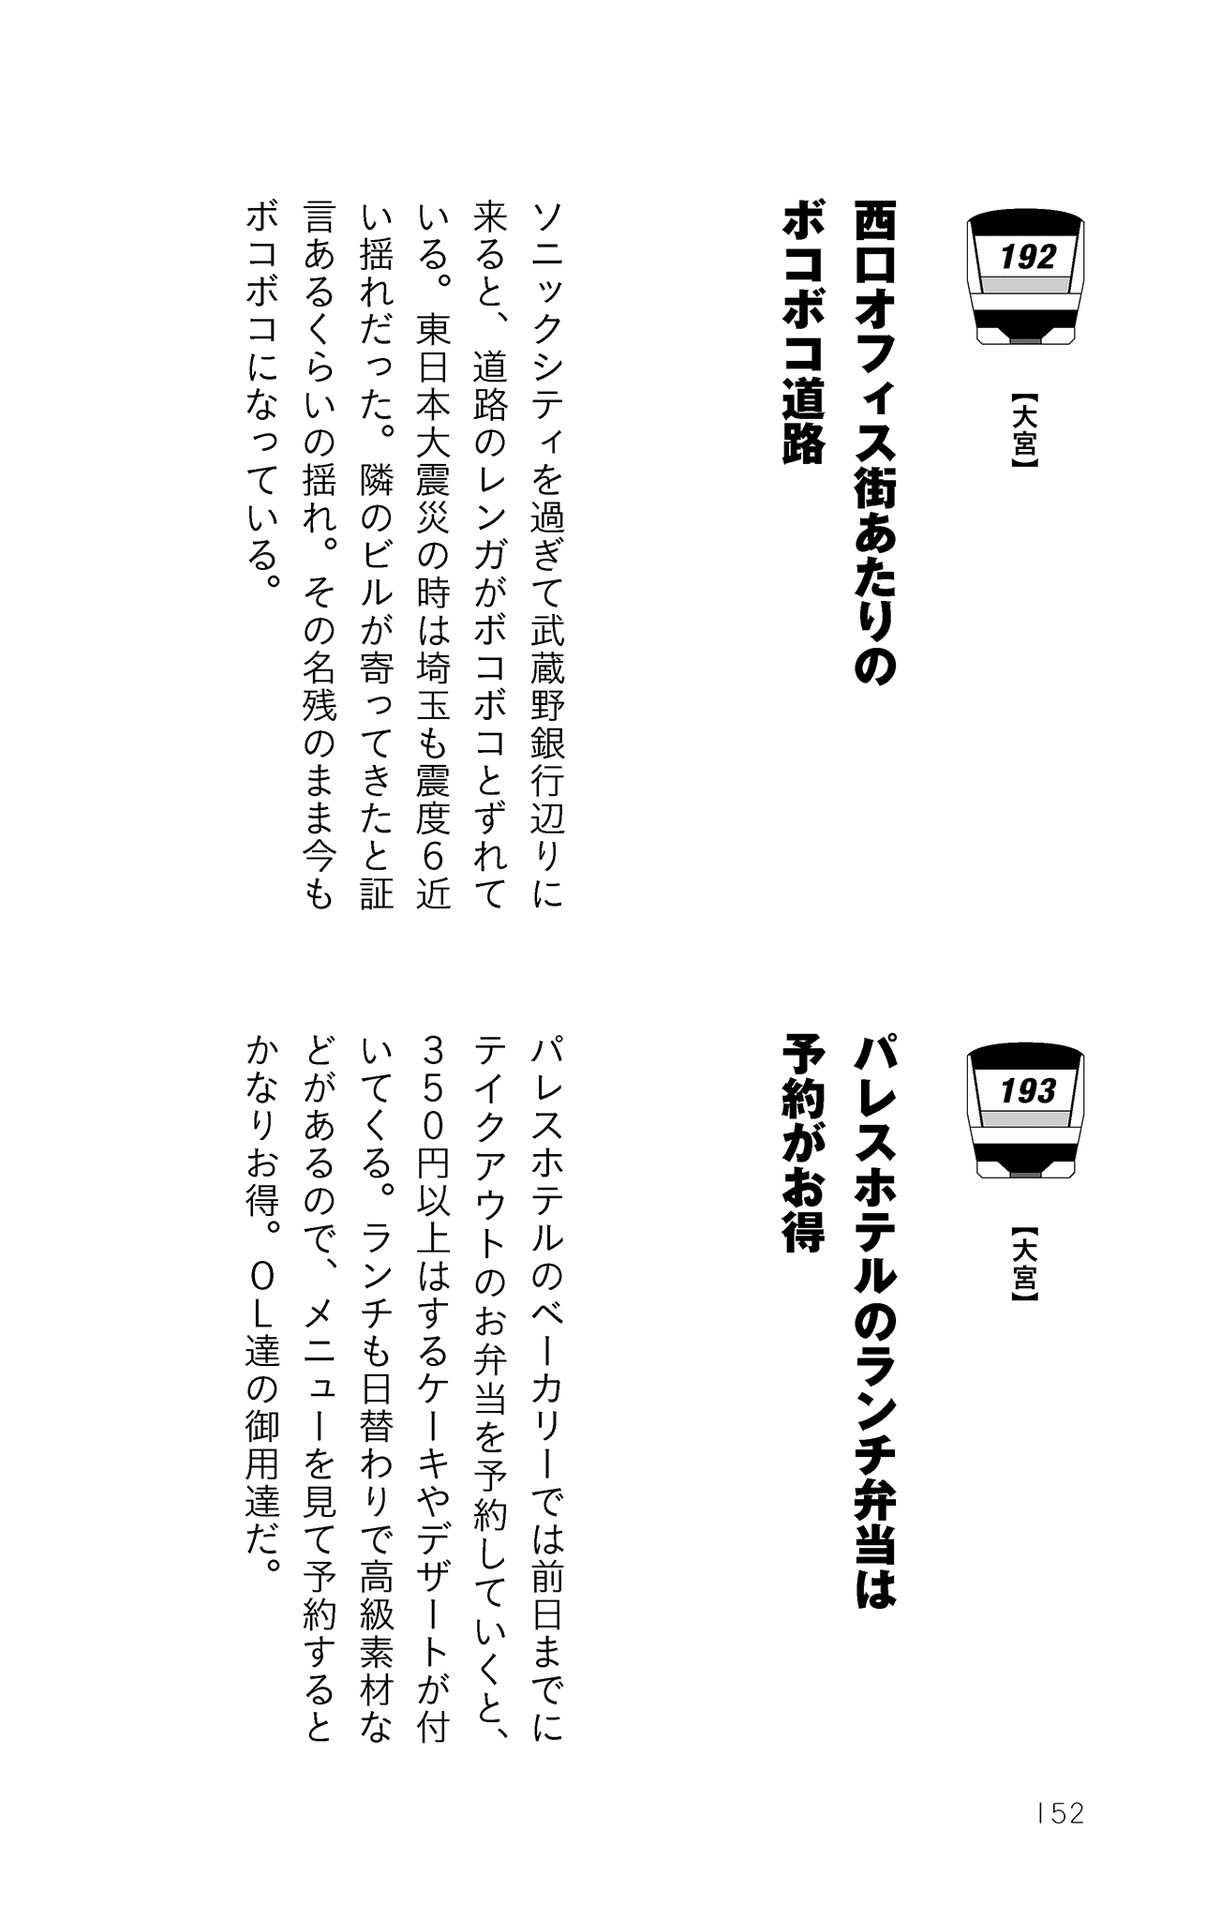 192
【大宮】
西口オフィス街あたりの
ボコボコ道路
ソニックシティを過ぎて武蔵野銀行辺りに
来ると、道路のレンガがボコボコとずれて
いる。東日本大震災の時は埼玉も震度６近
い揺れだった。隣のビルが寄ってきたと証
言あるくらいの揺れ。その名残のまま今も
ボコボコになっている。
193
【大宮】
パレスホテルのランチ弁当は
予約がお得
パレスホテルのベーカリーでは前日までに
テイクアウトのお弁当を予約していくと、
３５０円以上はするケーキやデザートが付
いてくる。ランチも日替わりで高級素材な
どがあるので、メニューを見て予約すると
かなりお得。ＯＬ達の御用達だ。
152